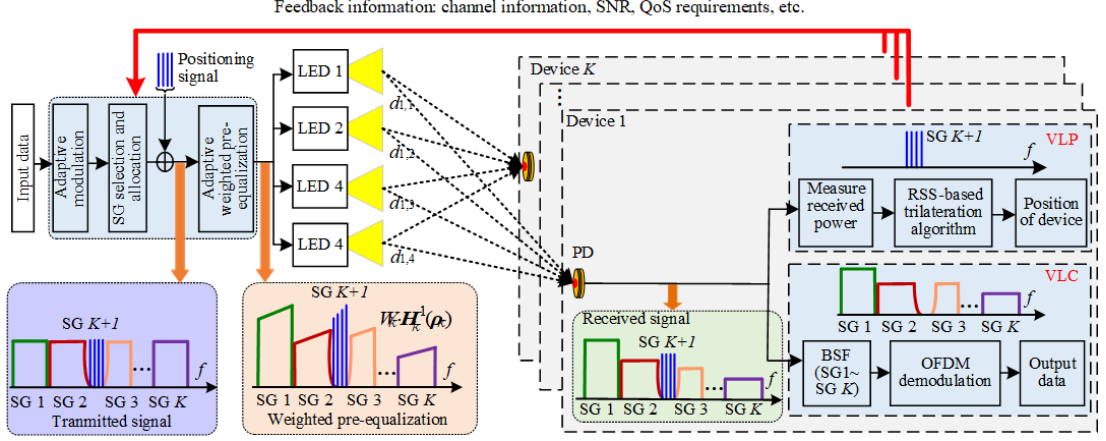 Feedback information: channel information, SNR, QoS requirements, etc.
Input data
Adaptive
modulation
SG selection and
allocation
Positioning
signal
Adaptive
weighted pre-
equalization
LED 1
LED 2
LED 4
LED 4
d1,1
d1,2
d1,3
d1,4
Device K
⋮
Device 1
PD
VLP
SG K+1
f
Measure
received
power
RSS-based
trilateration
algorithm
Position
of device
VLC
SG 1 SG 2 SG 3 ... SG K
BSF
(SG1~
SG K)
OFDM
demodulation
Output
data
SG K+1
... f
SG 1 SG 2 SG 3 SG K
Tranmitted signal
SG K+1
... f
SG 1 SG 2 SG 3 SG K
Weighted pre-equalization
Received signal
SG K+1
... f
SG 1 SG 2 SG 3 SG K